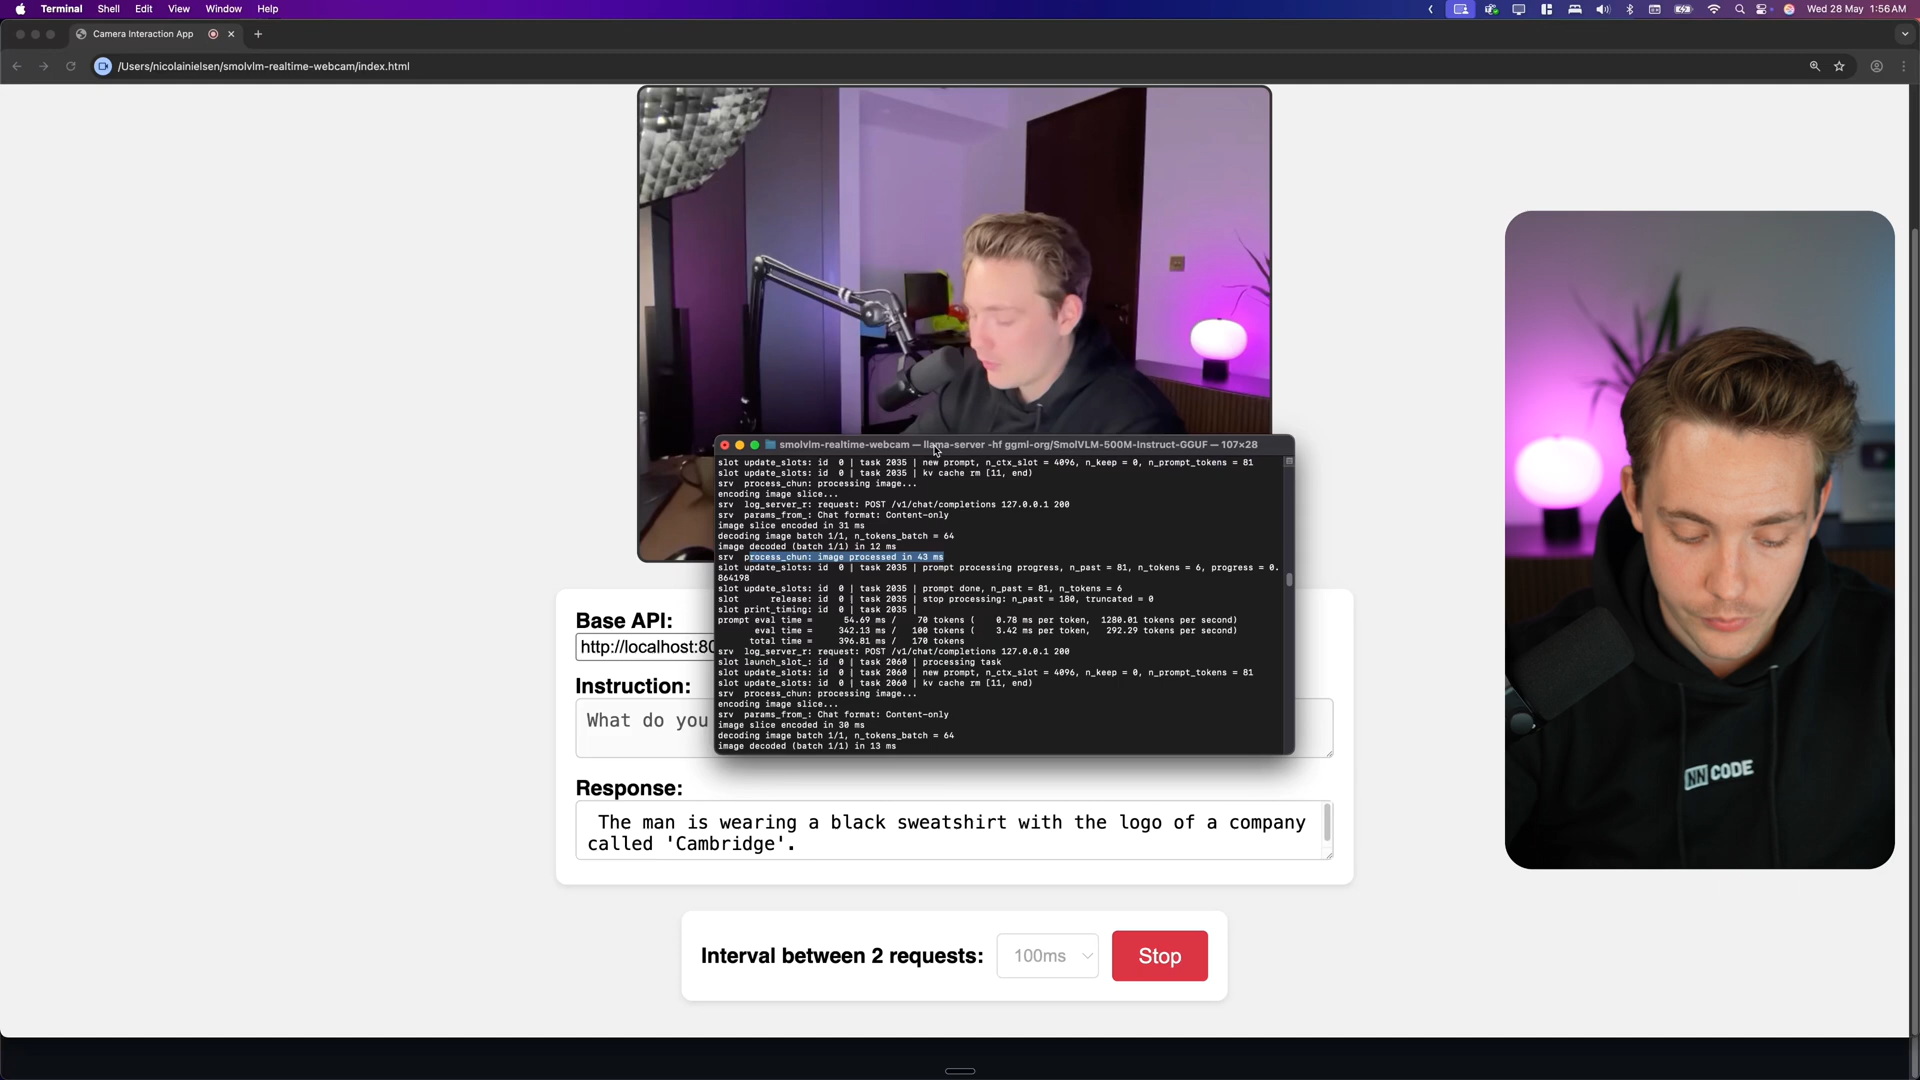 Terminal Shell Edit View Window Help
Wed 28 May 1:56 AM
Camera Interaction App
/Users/nicolainielsen/smolvlm-realtime-webcam/index.html
smolvlm-realtime-webcam — llama-server -hf ggml-org/SmolVLM-500M-Instruct-GGUF — 107×28
slot update_slots: id 0 | task 2035 | new prompt, n_ctx_slot = 4096, n_keep = 0, n_prompt_tokens = 81
slot update_slots: id 0 | task 2035 | kv cache rm [11, end)
srv process_chun: processing image...
encoding image slice...
srv log_server_r: request: POST /v1/chat/completions 127.0.0.1 200
srv params_from_: Chat format: Content-only
image slice encoded in 31 ms
decoding image batch 1/1, n_tokens_batch = 64
image decoded (batch 1/1) in 12 ms
srv process_chun: image processed in 43 ms
slot update_slots: id 0 | task 2035 | prompt processing progress, n_past = 81, n_tokens = 6, progress = 0.
864198
slot update_slots: id 0 | task 2035 | prompt done, n_past = 81, n_tokens = 6
slot release: id 0 | task 2035 | stop processing: n_past = 180, truncated = 0
slot print_timing: id 0 | task 2035 |
prompt eval time = 54.69 ms / 70 tokens ( 0.78 ms per token, 1280.01 tokens per second)
eval time = 342.13 ms / 100 tokens ( 3.42 ms per token, 292.29 tokens per second)
total time = 396.81 ms / 170 tokens
srv log_server_r: request: POST /v1/chat/completions 127.0.0.1 200
slot launch_slot_: id 0 | task 2060 | processing task
slot update_slots: id 0 | task 2060 | new prompt, n_ctx_slot = 4096, n_keep = 0, n_prompt_tokens = 81
slot update_slots: id 0 | task 2060 | kv cache rm [11, end)
srv process_chun: processing image...
encoding image slice...
srv params_from_: Chat format: Content-only
image slice encoded in 30 ms
decoding image batch 1/1, n_tokens_batch = 64
image decoded (batch 1/1) in 13 ms
Base API:
http://localhost:80
Instruction:
What do you
Response:
The man is wearing a black sweatshirt with the logo of a company
called 'Cambridge'.
Interval between 2 requests: 100ms Stop
NN CODE